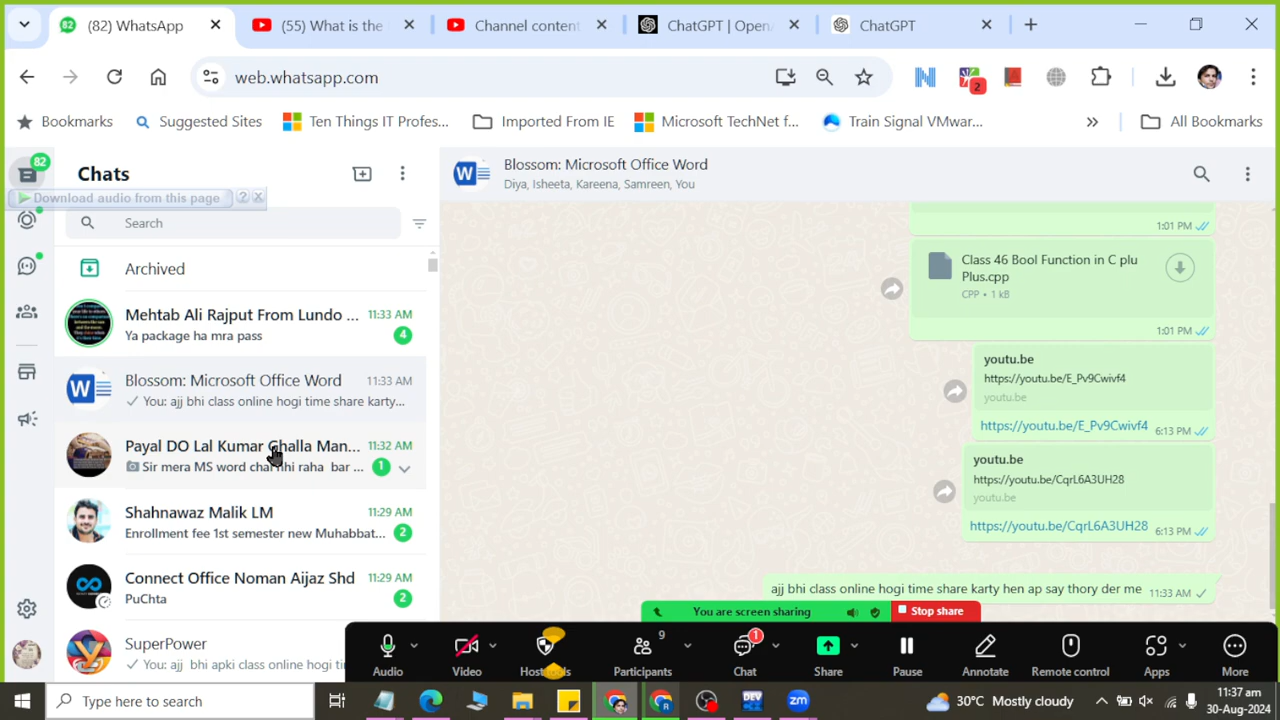 82
(82) WhatsApp
(55) What is the
Channel content
ChatGPT | Open
ChatGPT
web.whatsapp.com
2
Bookmarks
Suggested Sites
Ten Things IT Profes...
Imported From IE
Microsoft TechNet f...
Train Signal VMwar...
All Bookmarks
82
Chats
Download audio from this page
?
Search
Archived
Mehtab Ali Rajput From Lundo ...
11:33 AM
Ya package ha mra pass
4
Blossom: Microsoft Office Word
11:33 AM
You: ajj bhi class online hogi time share karty...
Payal DO Lal Kumar Ghalla Man...
11:32 AM
Sir mera MS word chal nhi raha bar ...
1
Shahnawaz Malik LM
11:29 AM
Enrollment fee 1st semester new Muhabbat...
2
Connect Office Noman Aijaz Shd
11:29 AM
PuChta
2
SuperPower
You: ajj bhi apki class online hogi ti
W
Blossom: Microsoft Office Word
Diya, Isheeta, Kareena, Samreen, You
1:01 PM
Class 46 Bool Function in C plu
Plus.cpp
CPP • 1 kB
1:01 PM
youtu.be
https://youtu.be/E_Pv9Cwivf4
youtu.be
https://youtu.be/E_Pv9Cwivf4
6:13 PM
youtu.be
https://youtu.be/CqrL6A3UH28
youtu.be
https://youtu.be/CqrL6A3UH28
6:13 PM
ajj bhi class online hogi time share karty hen ap say thory der me
11:33 AM
You are screen sharing
Stop share
Audio
Video
Host tools
9
Participants
1
Chat
Share
Pause
Annotate
Remote control
Apps
More
Type here to search
DEV
zm
30°C Mostly cloudy
11:37 am
30-Aug-2024